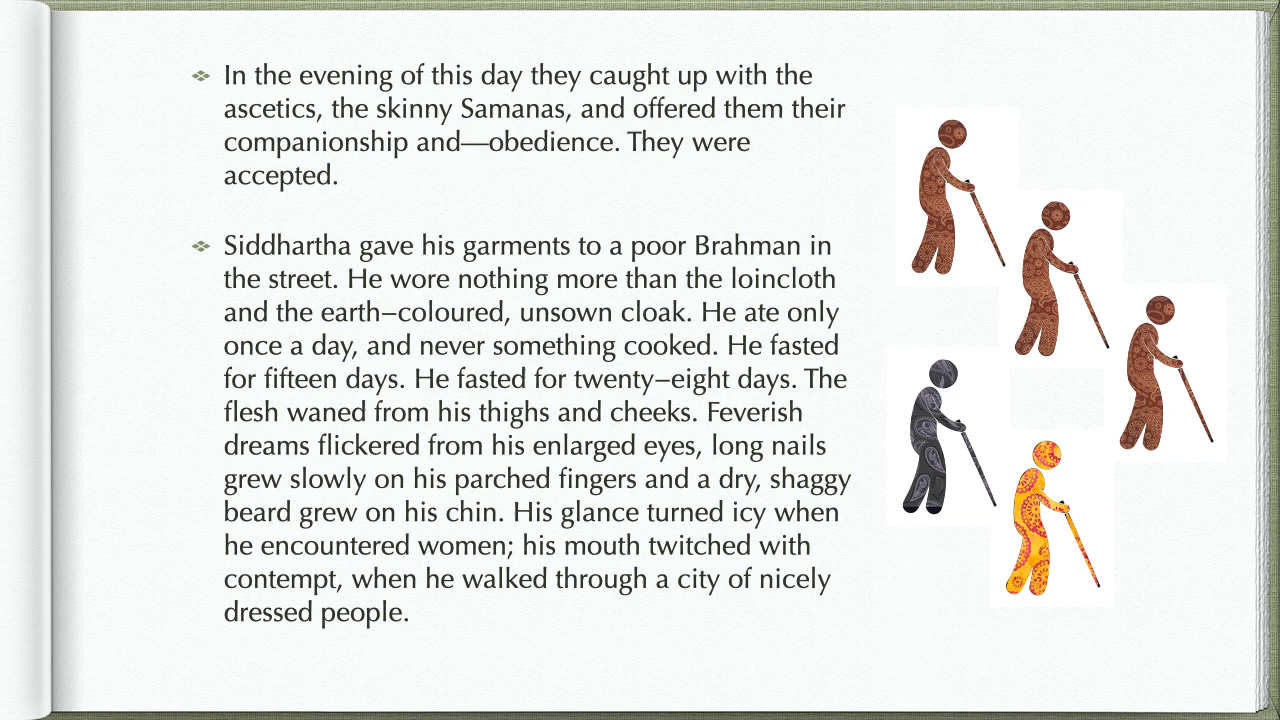 In the evening of this day they caught up with the
ascetics, the skinny Samanas, and offered them their
companionship and—obedience. They were
accepted.
Siddhartha gave his garments to a poor Brahman in
the street. He wore nothing more than the loincloth
and the earth–coloured, unsown cloak. He ate only
once a day, and never something cooked. He fasted
for fifteen days. He fasted for twenty–eight days. The
flesh waned from his thighs and cheeks. Feverish
dreams flickered from his enlarged eyes, long nails
grew slowly on his parched fingers and a dry, shaggy
beard grew on his chin. His glance turned icy when
he encountered women; his mouth twitched with
contempt, when he walked through a city of nicely
dressed people.